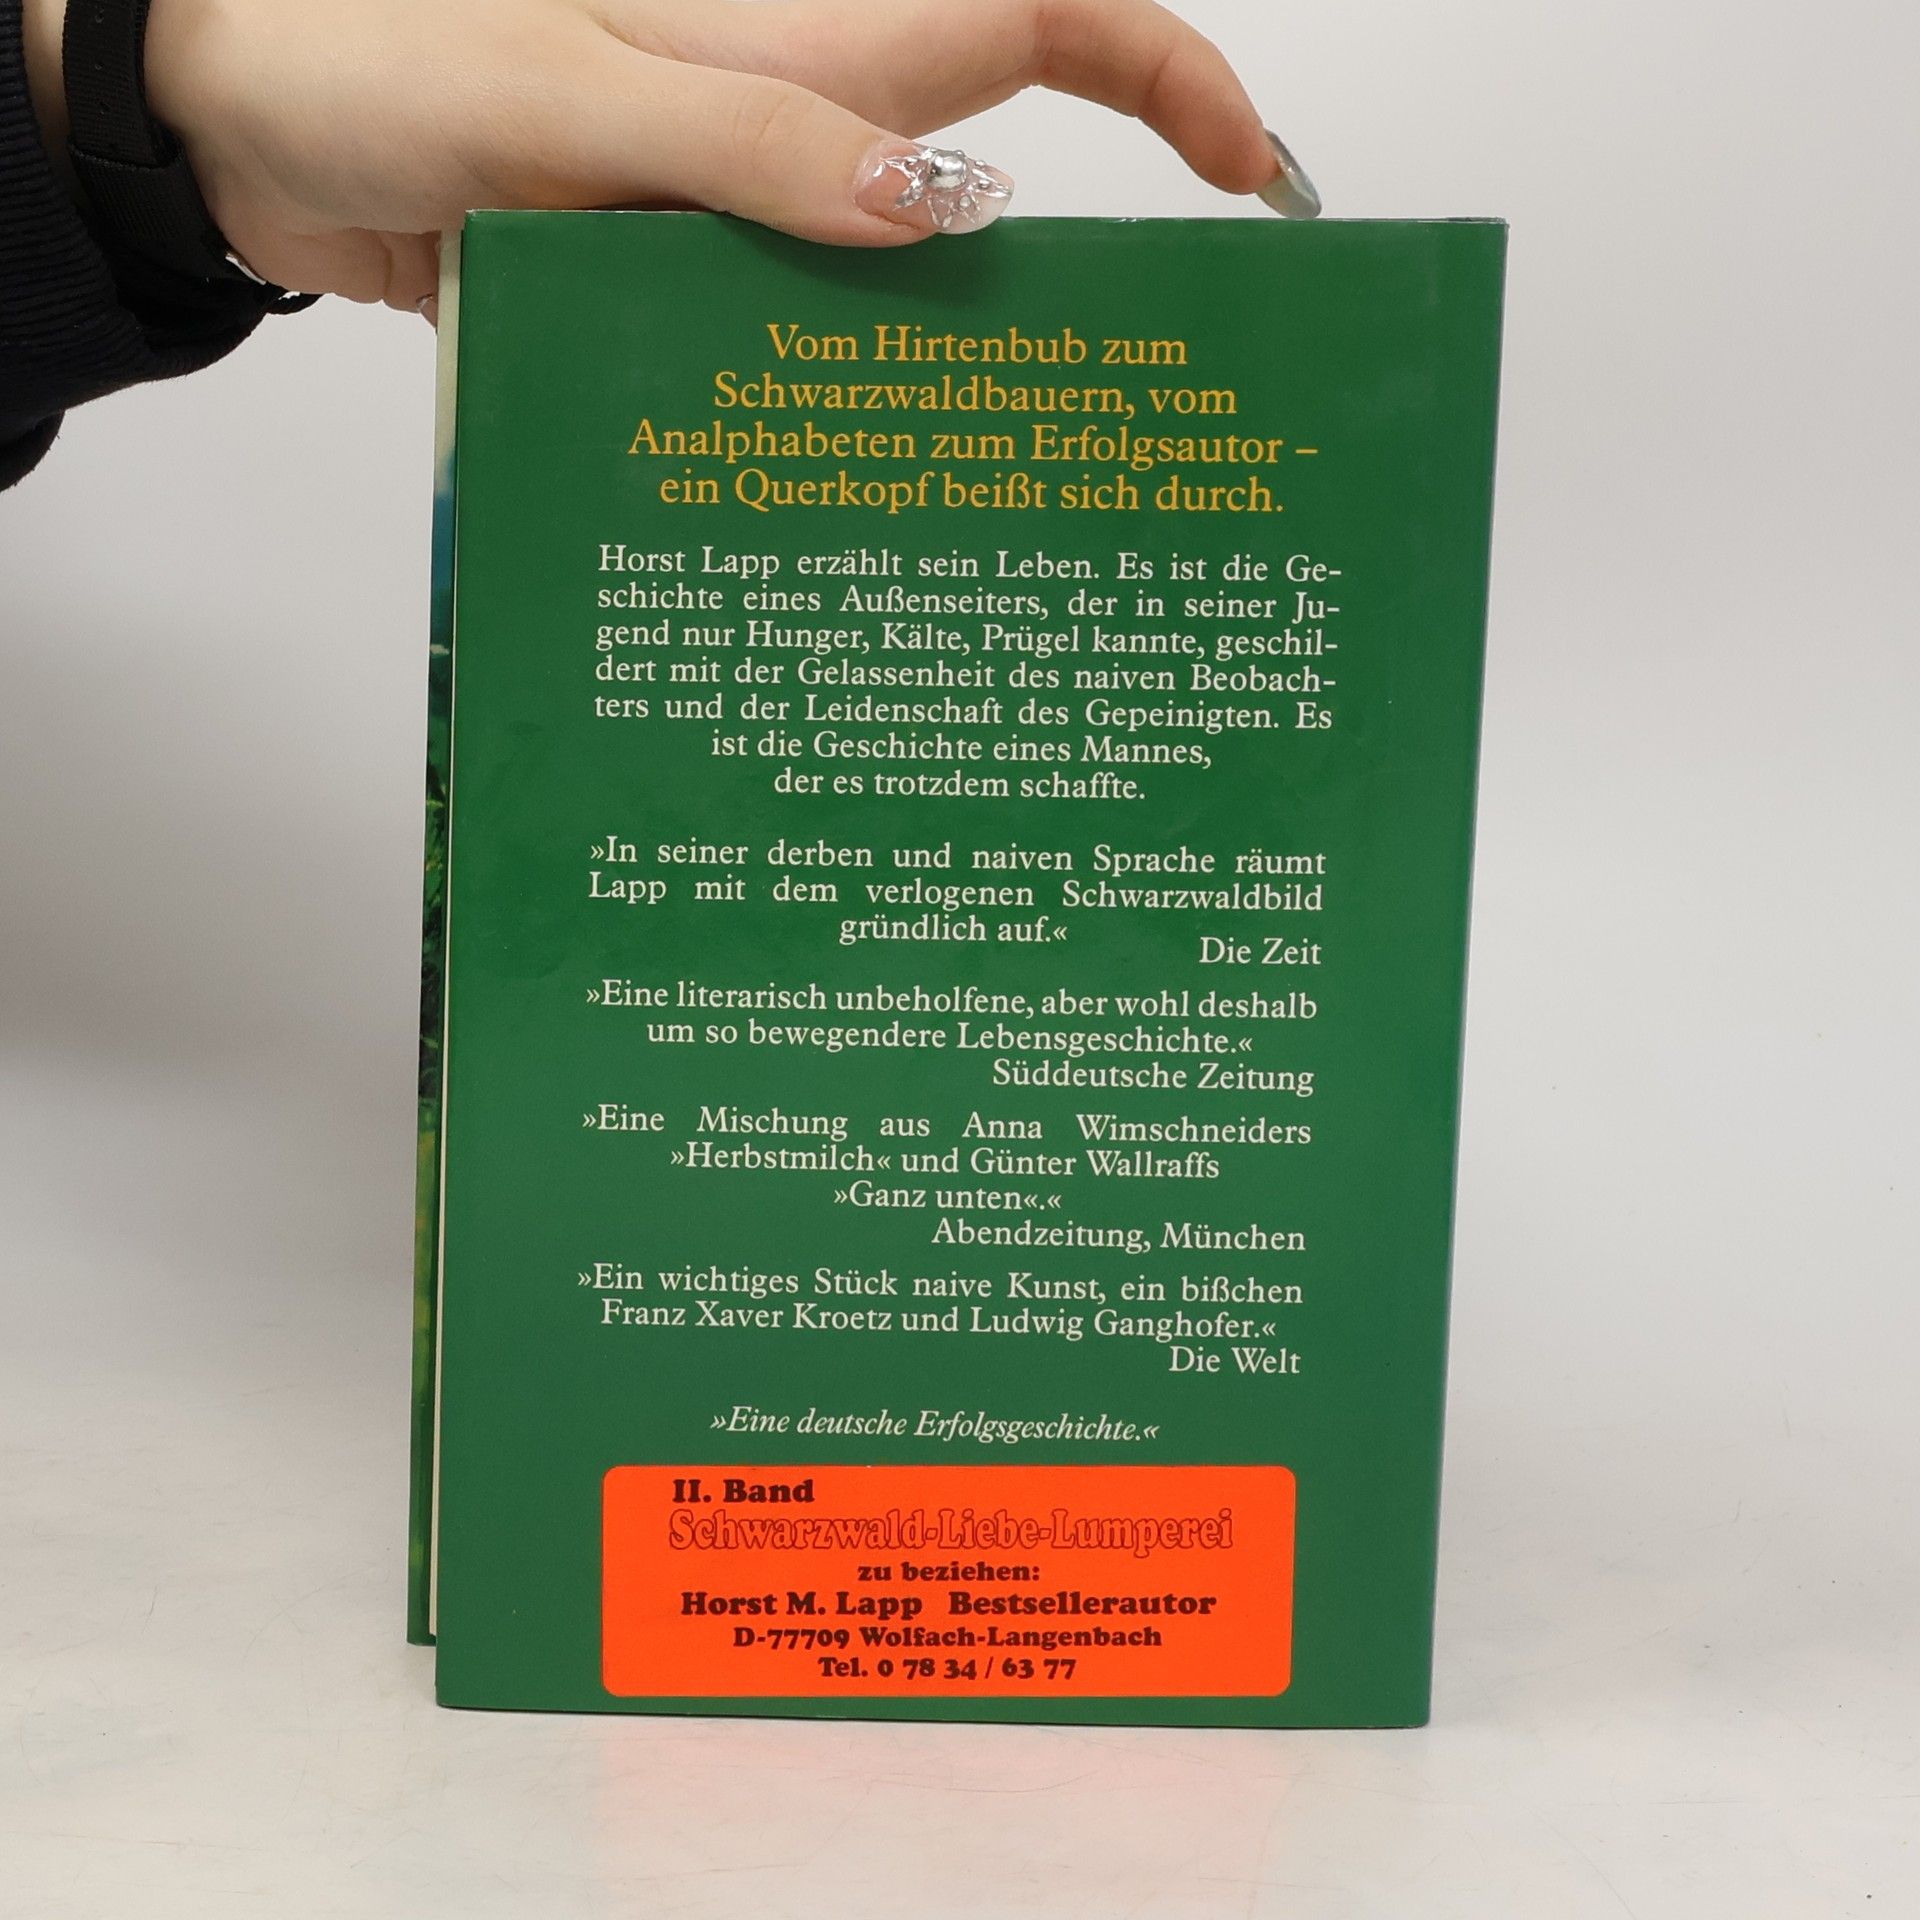 Vom Hirtenbub zum
Schwarzwaldbauern, vom
Analphabeten zum Erfolgsautor –
ein Querkopf beißt sich durch.
Horst Lapp erzählt sein Leben. Es ist die Ge-
schichte eines Außenseiters, der in seiner Ju-
gend nur Hunger, Kälte, Prügel kannte, geschil-
dert mit der Gelassenheit des naiven Beobach-
ters und der Leidenschaft des Gepeinigten. Es
ist die Geschichte eines Mannes,
der es trotzdem schaffte.
»In seiner derben und naiven Sprache räumt
Lapp mit dem verlogenen Schwarzwaldbild
gründlich auf.«
Die Zeit
»Eine literarisch unbeholfene, aber wohl deshalb
um so bewegendere Lebensgeschichte.«
Süddeutsche Zeitung
»Eine Mischung aus Anna Wimschneiders
»Herbstmilch« und Günter Wallraffs
»Ganz unten«.«
Abendzeitung, München
»Ein wichtiges Stück naive Kunst, ein bißchen
Franz Xaver Kroetz und Ludwig Ganghofer.«
Die Welt
»Eine deutsche Erfolgsgeschichte.«
II. Band
Schwarzwald-Liebe-Lumperei
zu beziehen:
Horst M. Lapp Bestsellerautor
D-77709 Wolfach-Langenbach
Tel. 0 78 34 / 63 77